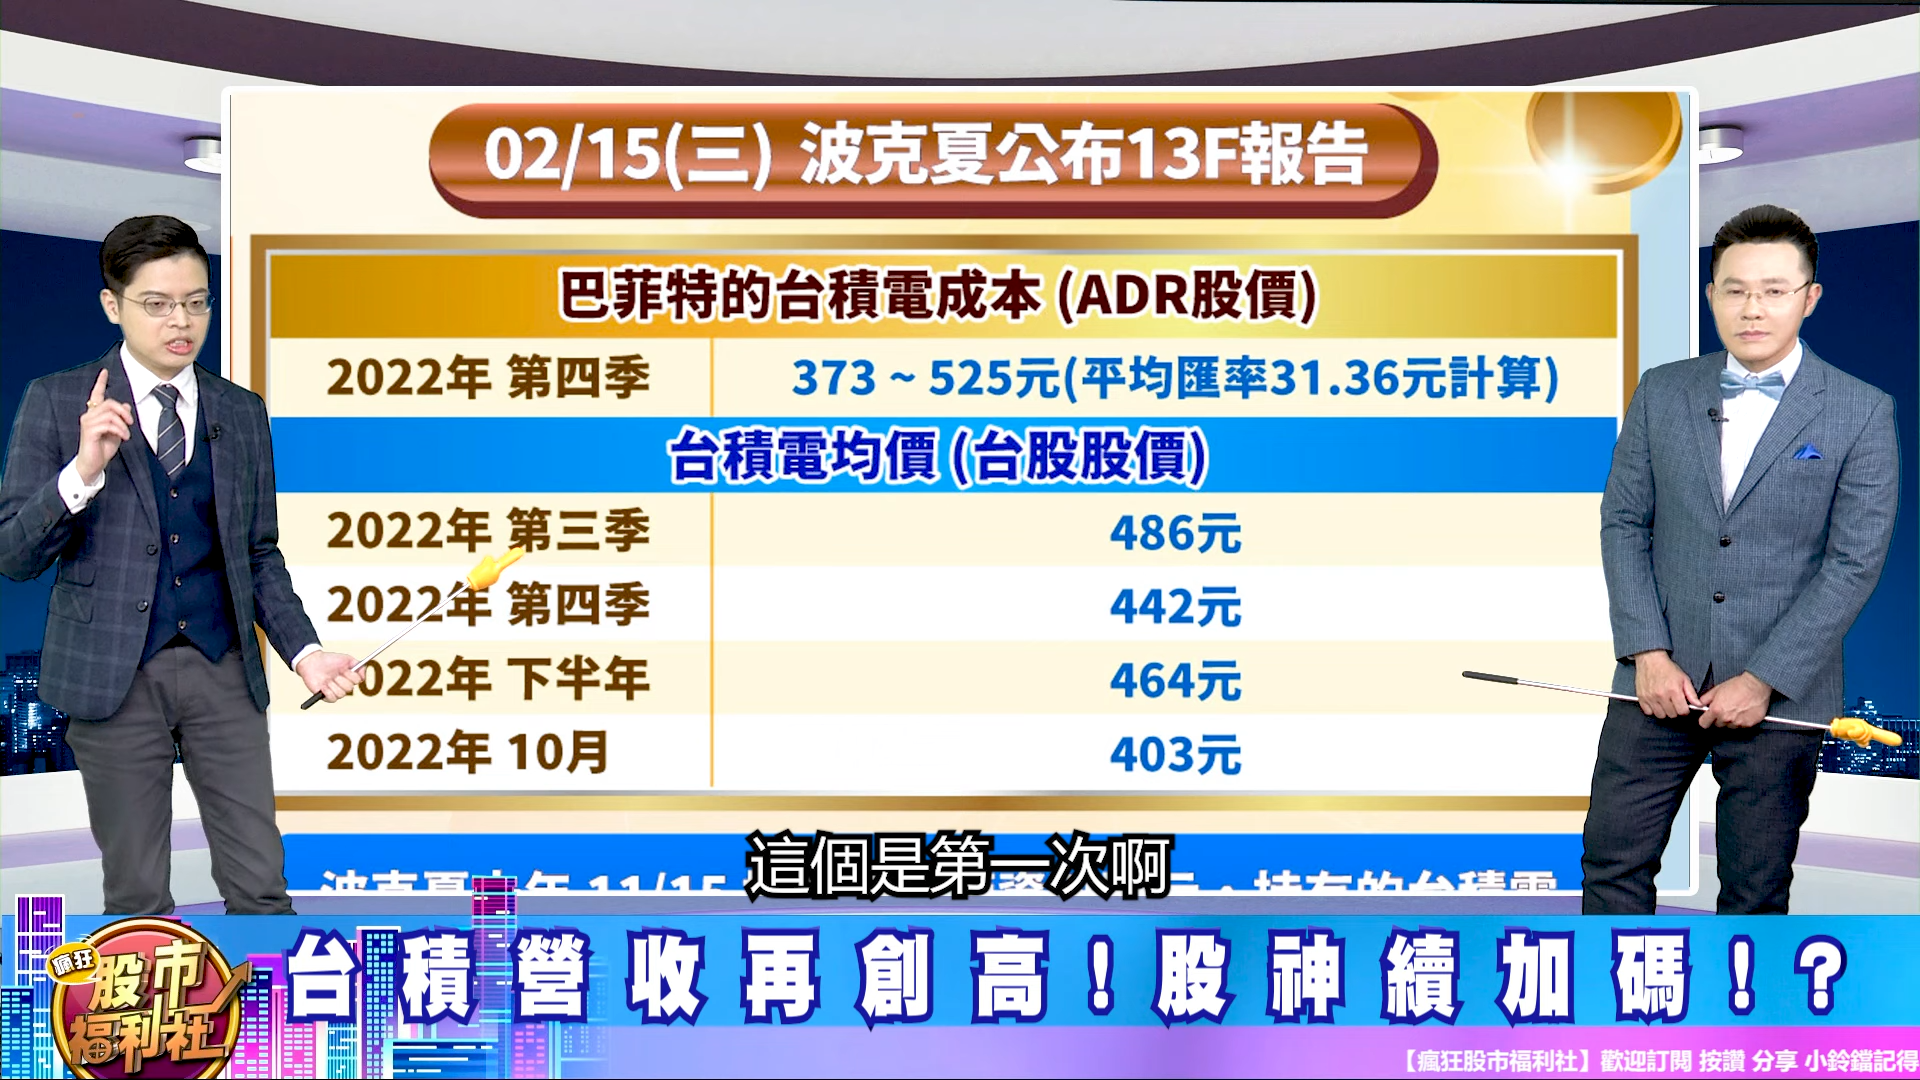 02/15(三) 波克夏公布13F報告
巴菲特的台積電成本 (ADR股價)
2022年 第四季 373 ~ 525元(平均匯率31.36元計算)
台積電均價 (台股股價)
2022年 第三季 486元
2022年 第四季 442元
2022年 下半年 464元
2022年 10月 403元
這個是第一次啊
台積營收再創高!股神續加碼!?
瘋狂
股市
福利社
【瘋狂股市福利社】歡迎訂閱 按讚 分享 小鈴鐺記得